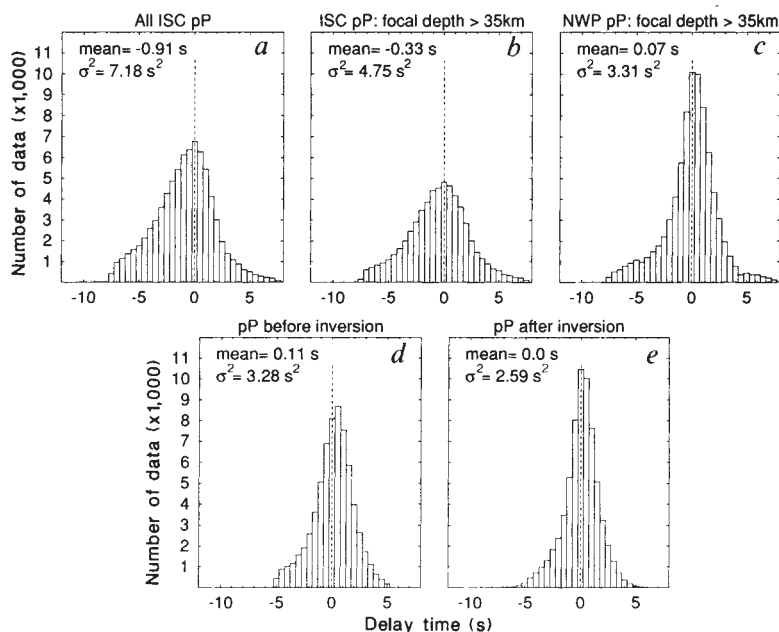 All ISC pP
ISC pP: focal depth > 35km
NWP pP: focal depth > 35km
mean= -0.91 s
σ²= 7.18 s²
a
mean= -0.33 s
σ²= 4.75 s²
b
mean= 0.07 s
σ²= 3.31 s²
c
Number of data (x1,000)
11
10
9
8
7
6
5
4
3
2
1
-10 -5 0 5
-10 -5 0 5
-10 -5 0 5
pP before inversion
pP after inversion
mean= 0.11 s
σ²= 3.28 s²
d
mean= 0.0 s
σ²= 2.59 s²
e
Number of data (x1,000)
11
10
9
8
7
6
5
4
3
2
1
-10 -5 0 5
-10 -5 0 5
Delay time (s)